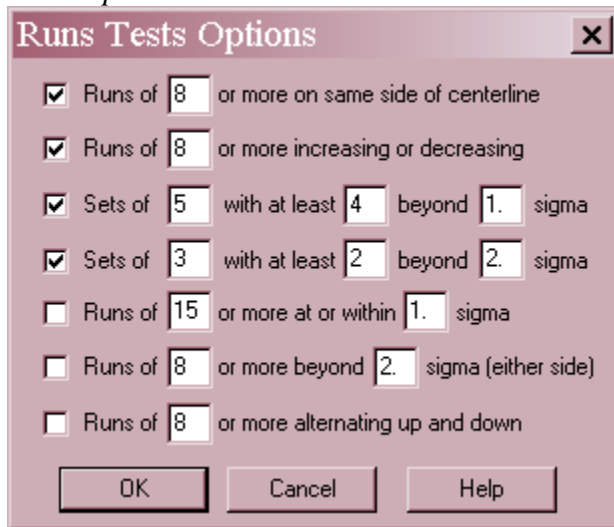 Runs Tests Options
Runs of 8 or more on same side of centerline
Runs of 8 or more increasing or decreasing
Sets of 5 with at least 4 beyond 1. sigma
Sets of 3 with at least 2 beyond 2. sigma
Runs of 15 or more at or within 1. sigma
Runs of 8 or more beyond 2. sigma (either side)
Runs of 8 or more alternating up and down
OK Cancel Help